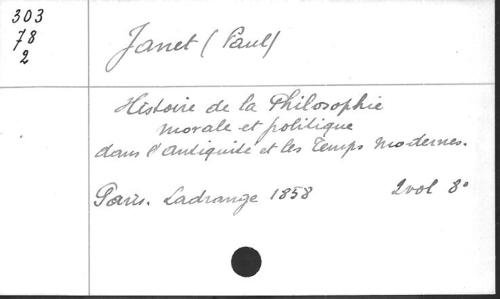 303
78
2
Janet (Paul)
Histoire de la Philosophie
morale et politique
dans l'Antiquité et les Temps modernes.
Paris. Ladrange 1858 2 vol 8°